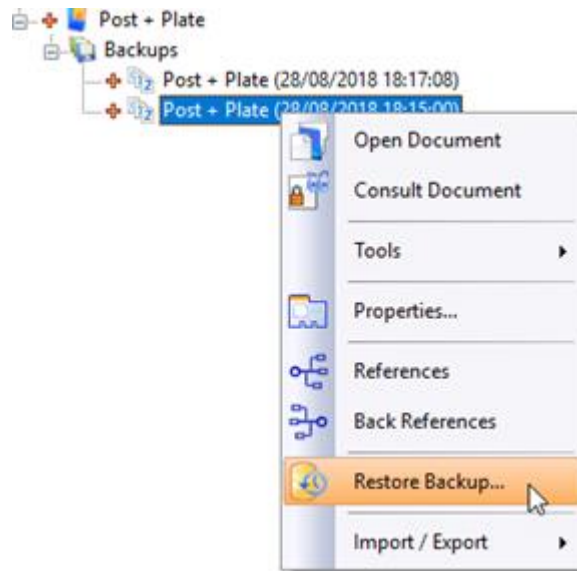 Post + Plate
Backups
Post + Plate (28/08/2018 18:17:08)
Post + Plate (28/08/2018 18:15:00)
Open Document
Consult Document
Tools
Properties...
References
Back References
Restore Backup...
Import / Export